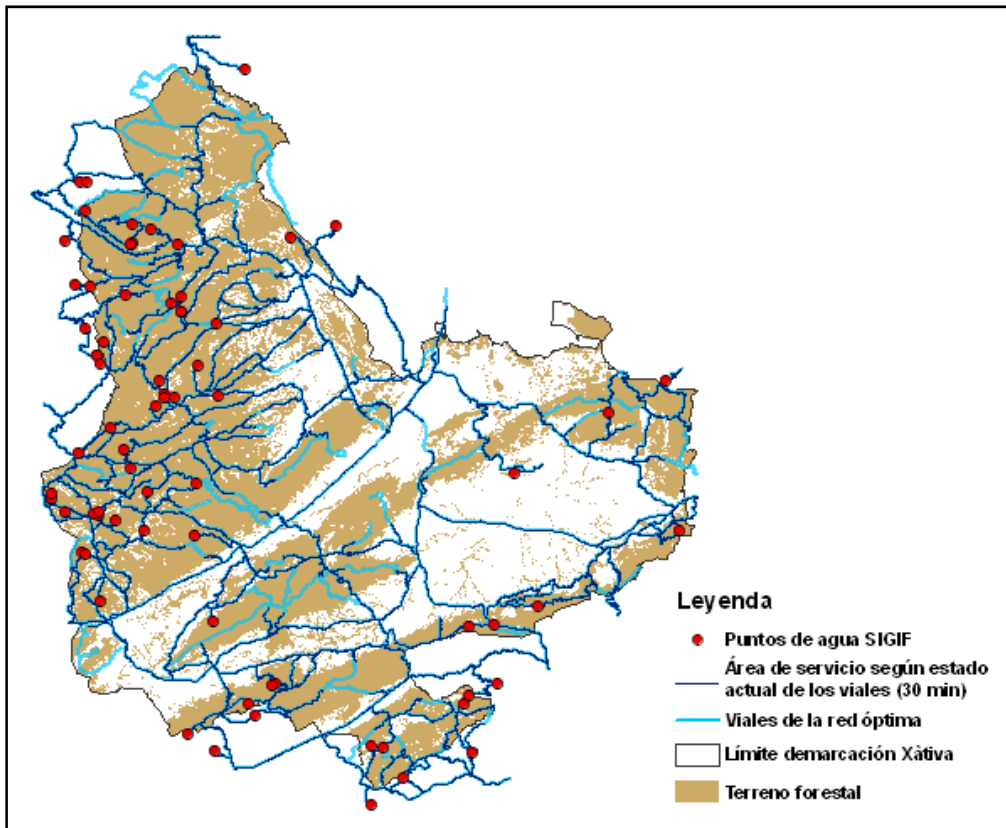 Leyenda
Puntos de agua SIGIF
Área de servicio según estado
actual de los viales (30 min)
Viales de la red óptima
Límite demarcación Xàtiva
Terreno forestal